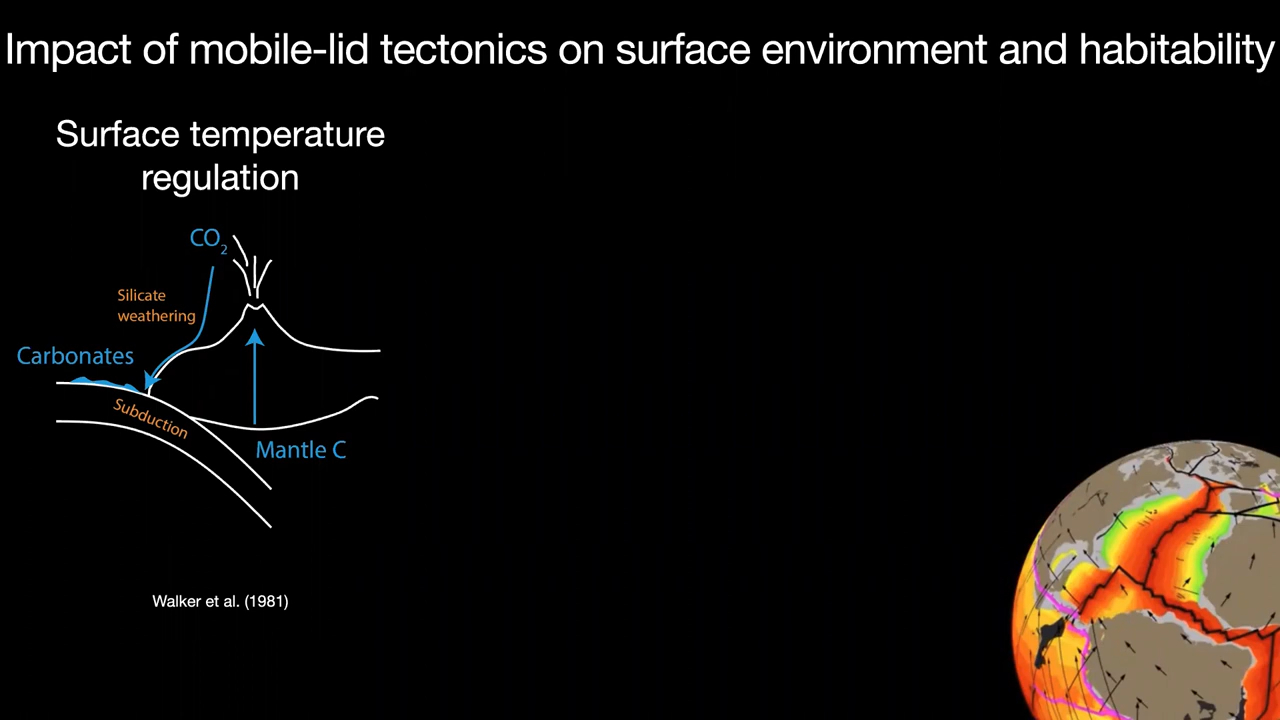 Impact of mobile-lid tectonics on surface environment and habitability
Surface temperature
regulation
CO₂
Silicate
weathering
Carbonates
Subduction
Mantle C
Walker et al. (1981)